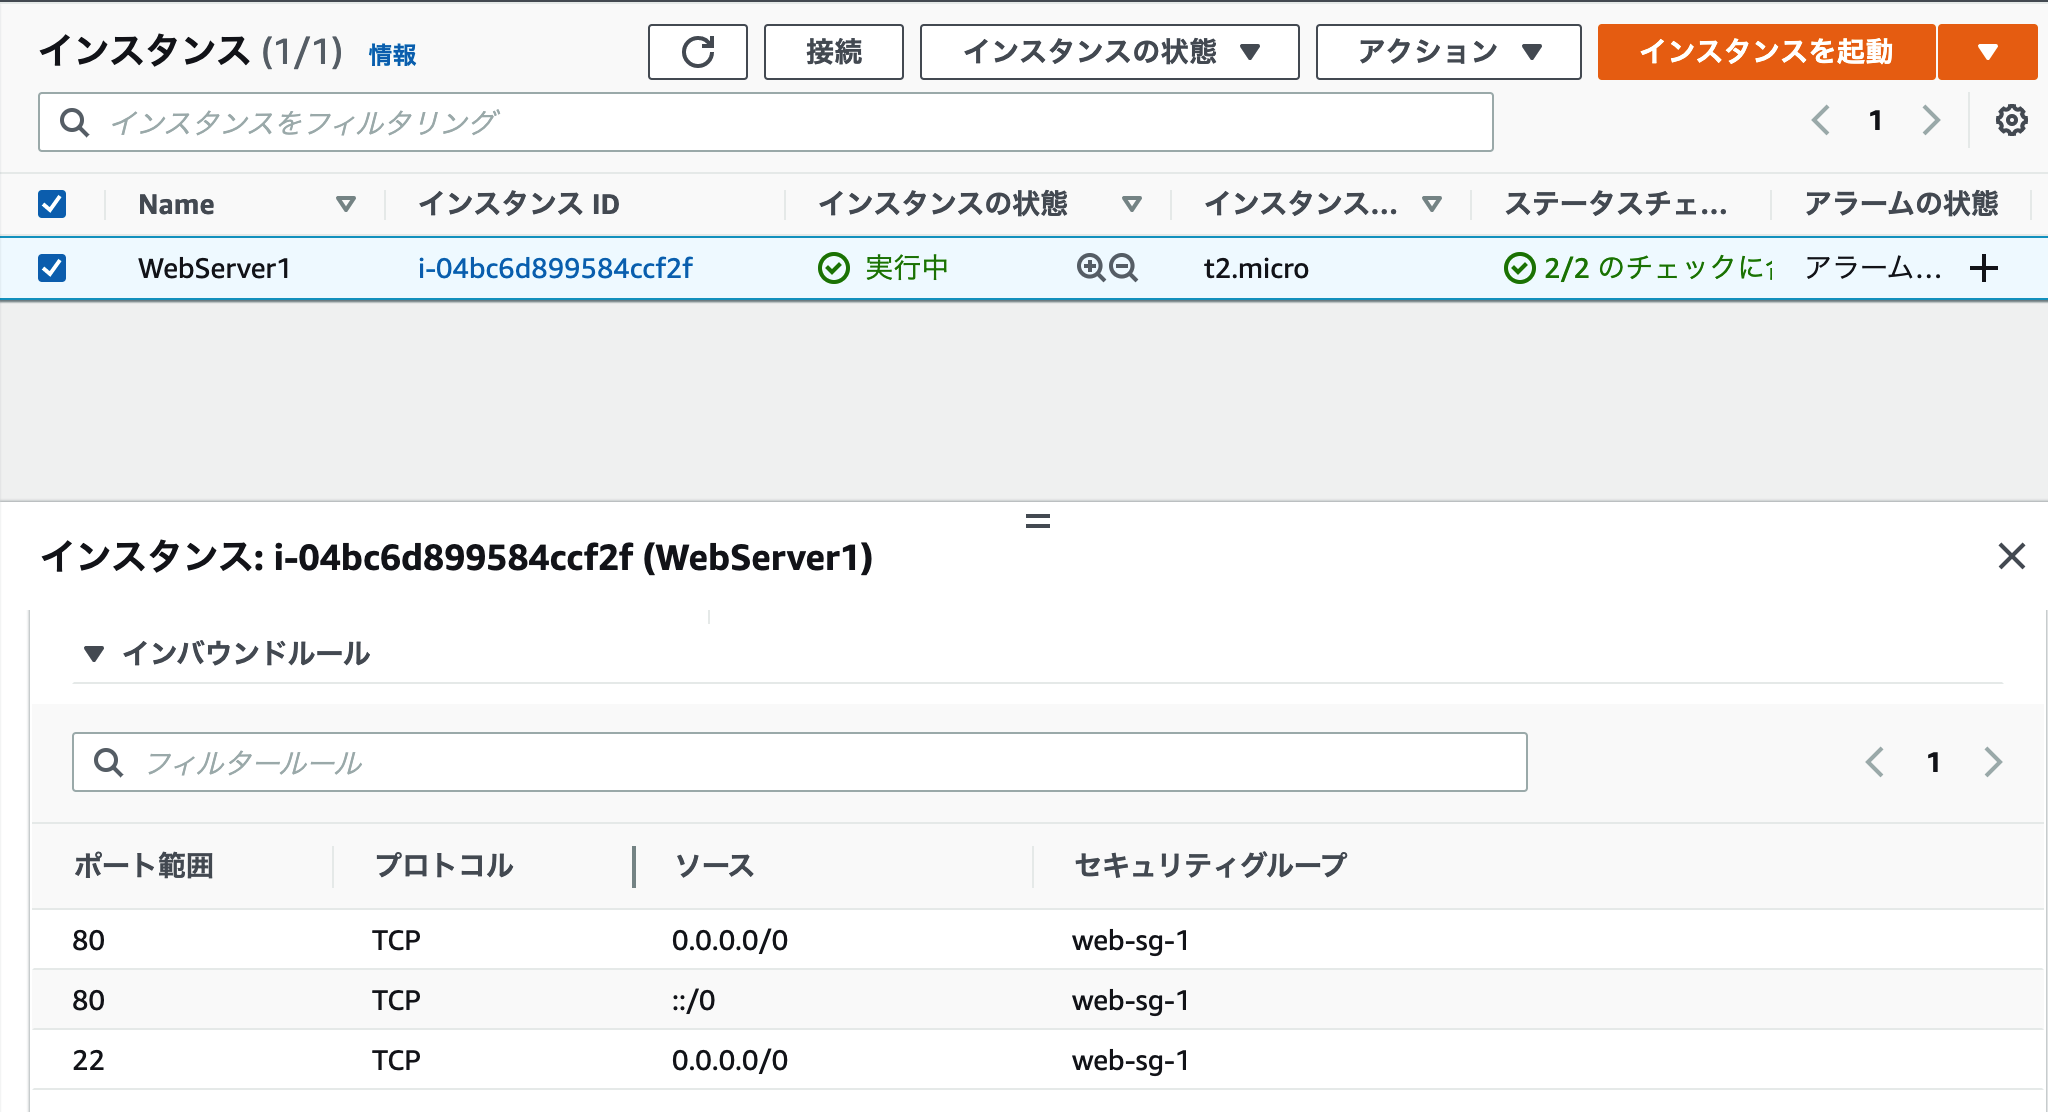 インスタンス (1/1) 情報 接続 インスタンスの状態 アクション インスタンスを起動
インスタンスをフィルタリング 1
Name インスタンス ID インスタンスの状態 インスタンス... ステータスチェ... アラームの状態
WebServer1 i-04bc6d899584ccf2f 実行中 t2.micro 2/2 のチェックに アラーム...
インスタンス: i-04bc6d899584ccf2f (WebServer1)
インバウンドルール
フィルタールール 1
ポート範囲 プロトコル ソース セキュリティグループ
80 TCP 0.0.0.0/0 web-sg-1
80 TCP ::/0 web-sg-1
22 TCP 0.0.0.0/0 web-sg-1